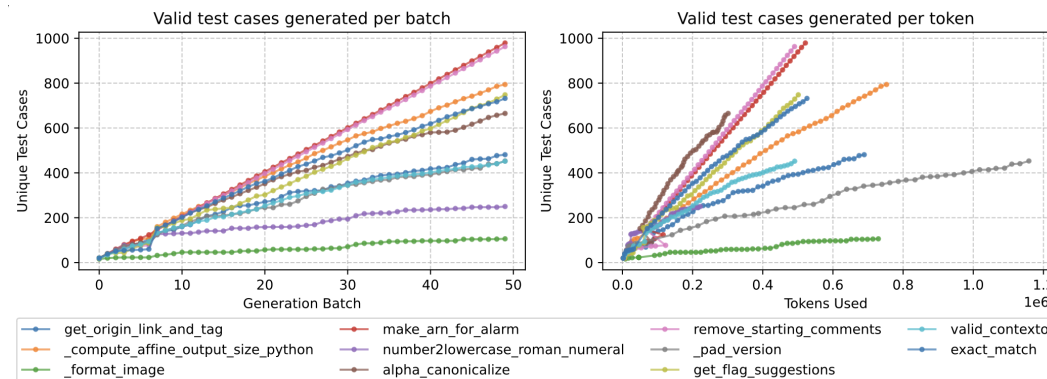 Valid test cases generated per batch
Valid test cases generated per token
1000
800
600
400
200
0
Unique Test Cases
0 10 20 30 40 50
Generation Batch
1000
800
600
400
200
0
Unique Test Cases
0.0 0.2 0.4 0.6 0.8 1.0
1e6
Tokens Used
get_origin_link_and_tag
_compute_affine_output_size_python
_format_image
make_arn_for_alarm
number2lowercase_roman_numeral
alpha_canonicalize
remove_starting_comments
_pad_version
get_flag_suggestions
valid_contexto
exact_match